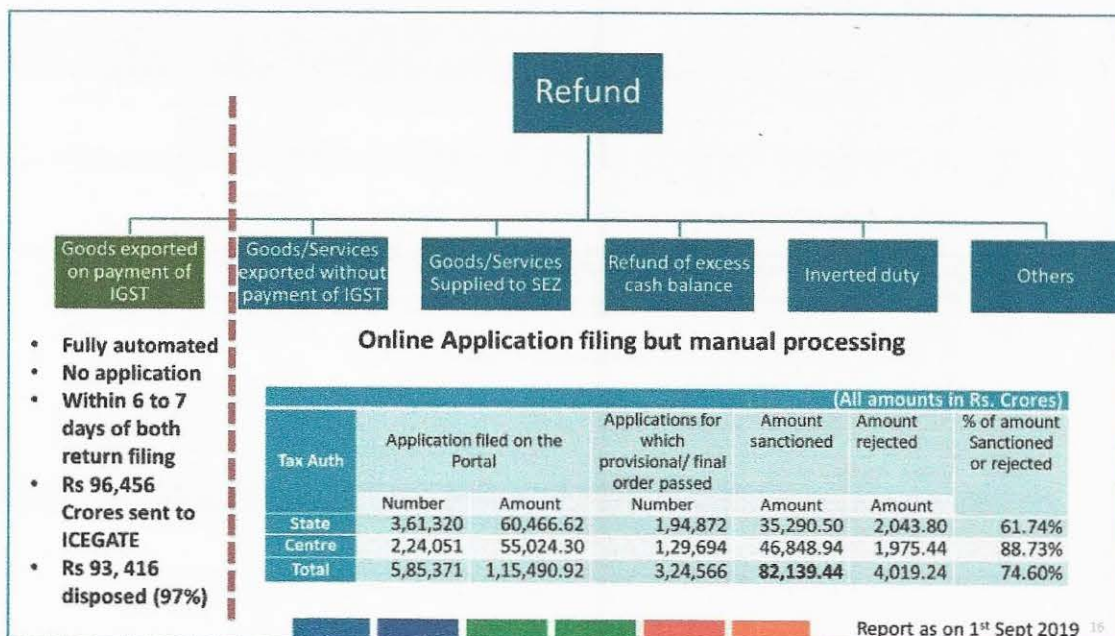 Refund
Goods exported
on payment of
IGST
Goods/Services
exported without
payment of IGST
Goods/Services
Supplied to SEZ
Refund of excess
cash balance
Inverted duty
Others
• Fully automated
• No application
• Within 6 to 7
days of both
return filing
• Rs 96,456
Crores sent to
ICEGATE
• Rs 93, 416
disposed (97%)
Online Application filing but manual processing
(All amounts in Rs. Crores)
Tax Auth
Application filed on the
Portal
Applications for
which
provisional/ final
order passed
Amount
sanctioned
Amount
rejected
% of amount
Sanctioned
or rejected
Number Amount Number Amount Amount
State 3,61,320 60,466.62 1,94,872 35,290.50 2,043.80 61.74%
Centre 2,24,051 55,024.30 1,29,694 46,848.94 1,975.44 88.73%
Total 5,85,371 1,15,490.92 3,24,566 82,139.44 4,019.24 74.60%
Report as on 1st Sept 2019 16